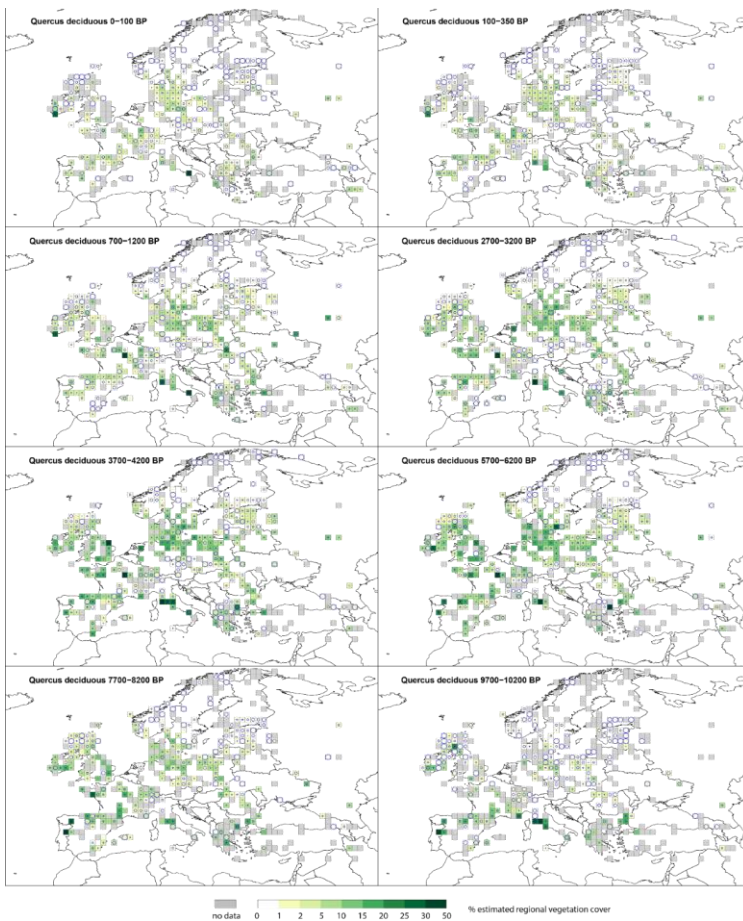 Quercus deciduous 0−100 BP
Quercus deciduous 100−350 BP
Quercus deciduous 700−1200 BP
Quercus deciduous 2700−3200 BP
Quercus deciduous 3700−4200 BP
Quercus deciduous 5700−6200 BP
Quercus deciduous 7700−8200 BP
Quercus deciduous 9700−10200 BP
no data 0 1 2 5 10 15 20 25 30 50 % estimated regional vegetation cover